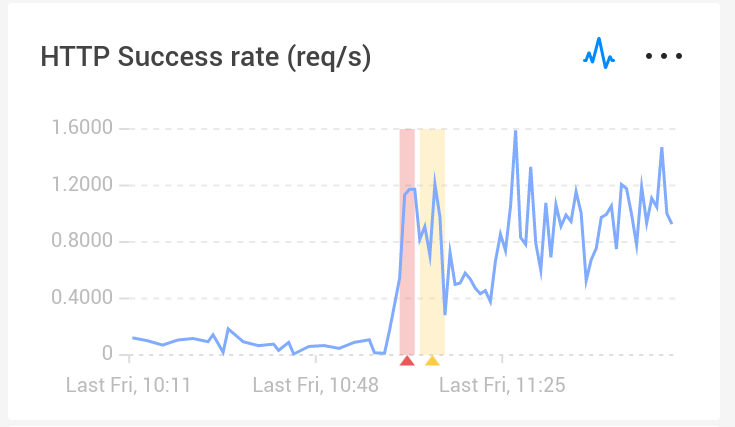 HTTP Success rate (req/s)
1.6000
1.2000
0.8000
0.4000
0
Last Fri, 10:11
Last Fri, 10:48
Last Fri, 11:25